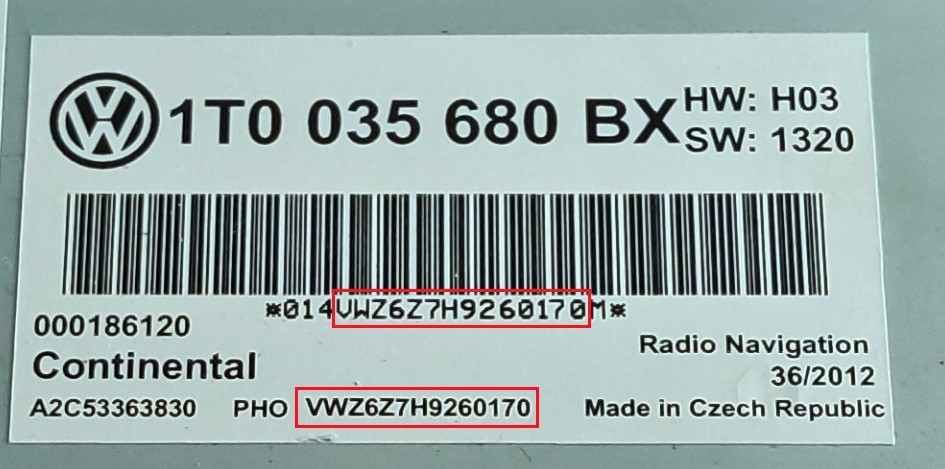 1T0 035 680 BX
HW: H03
SW: 1320
*014VWZ6Z7H9260170M*
000186120
Continental
Radio Navigation
36/2012
A2C53363830 PHO VWZ6Z7H9260170
Made in Czech Republic